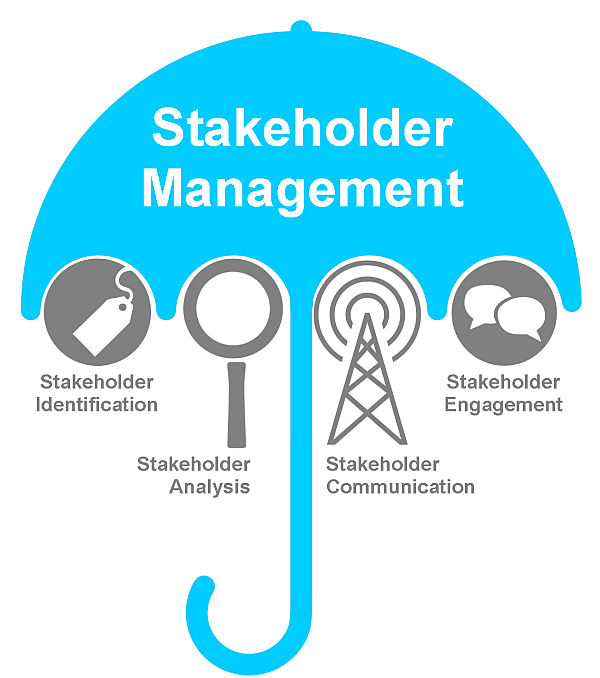 Stakeholder
Management
Stakeholder
Identification
Stakeholder
Analysis
Stakeholder
Communication
Stakeholder
Engagement